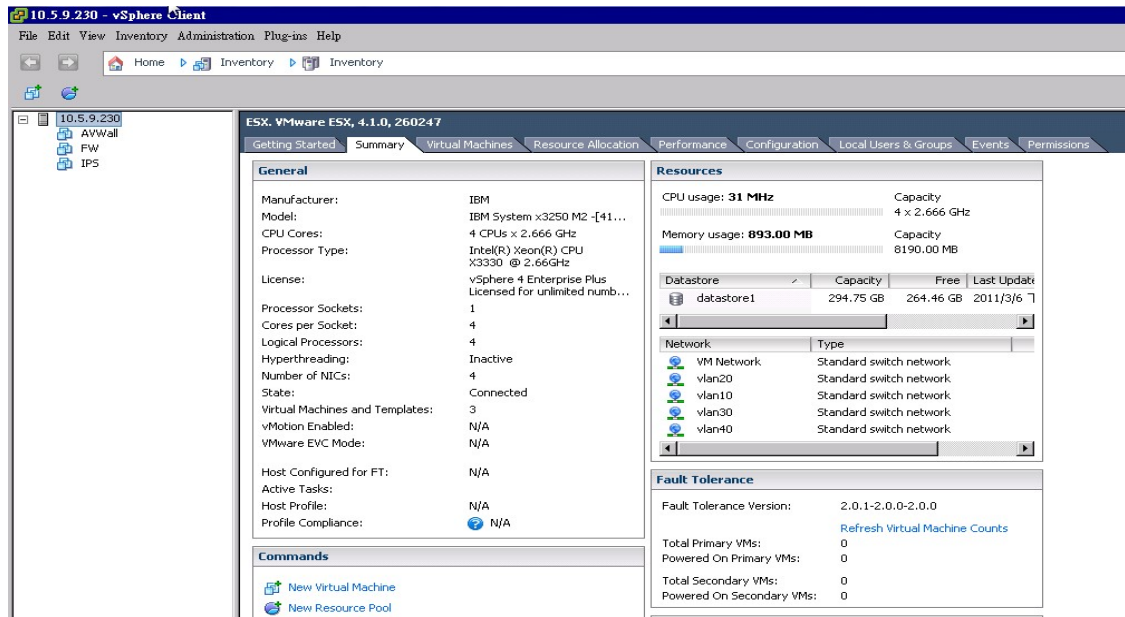 10.5.9.230 - vSphere Client
File Edit View Inventory Administration Plug-ins Help
Home Inventory Inventory
10.5.9.230
AVWall
FW
IPS
ESX. VMware ESX, 4.1.0, 260247
Getting Started Summary Virtual Machines Resource Allocation Performance Configuration Local Users & Groups Events Permissions
General
Manufacturer: IBM
Model: IBM System x3250 M2 -[41...
CPU Cores: 4 CPUs x 2.666 GHz
Processor Type: Intel(R) Xeon(R) CPU
X3330 @ 2.66GHz
License: vSphere 4 Enterprise Plus
Licensed for unlimited numb...
Processor Sockets: 1
Cores per Socket: 4
Logical Processors: 4
Hyperthreading: Inactive
Number of NICs: 4
State: Connected
Virtual Machines and Templates: 3
vMotion Enabled: N/A
VMware EVC Mode: N/A
Host Configured for FT: N/A
Active Tasks:
Host Profile: N/A
Profile Compliance: N/A
Commands
New Virtual Machine
New Resource Pool
Resources
CPU usage: 31 MHz Capacity
4 x 2.666 GHz
Memory usage: 893.00 MB Capacity
8190.00 MB
Datastore Capacity Free Last Update
datastore1 294.75 GB 264.46 GB 2011/3/6
Network Type
VM Network Standard switch network
vlan20 Standard switch network
vlan10 Standard switch network
vlan30 Standard switch network
vlan40 Standard switch network
Fault Tolerance
Fault Tolerance Version: 2.0.1-2.0.0-2.0.0
Refresh Virtual Machine Counts
Total Primary VMs: 0
Powered On Primary VMs: 0
Total Secondary VMs: 0
Powered On Secondary VMs: 0